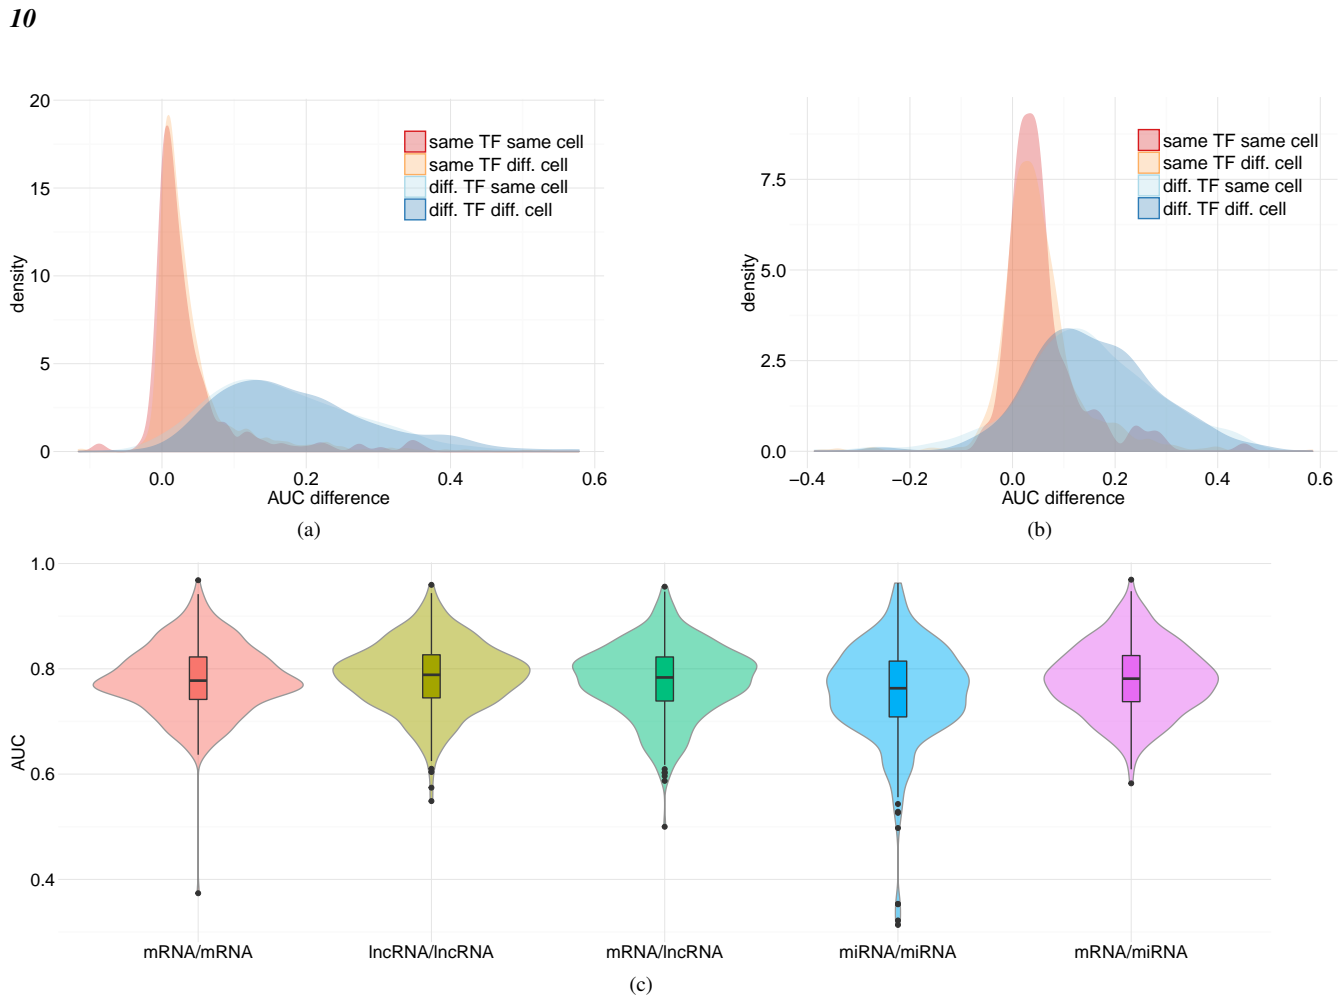 10
20
15
10
5
0
density
same TF same cell
same TF diff. cell
diff. TF same cell
diff. TF diff. cell
0.0 0.2 0.4 0.6
AUC difference
(a)
7.5
5.0
2.5
0.0
density
same TF same cell
same TF diff. cell
diff. TF same cell
diff. TF diff. cell
−0.4 −0.2 0.0 0.2 0.4 0.6
AUC difference
(b)
1.0
0.8
0.6
0.4
AUC
mRNA/mRNA lncRNA/lncRNA mRNA/lncRNA miRNA/miRNA mRNA/miRNA
(c)